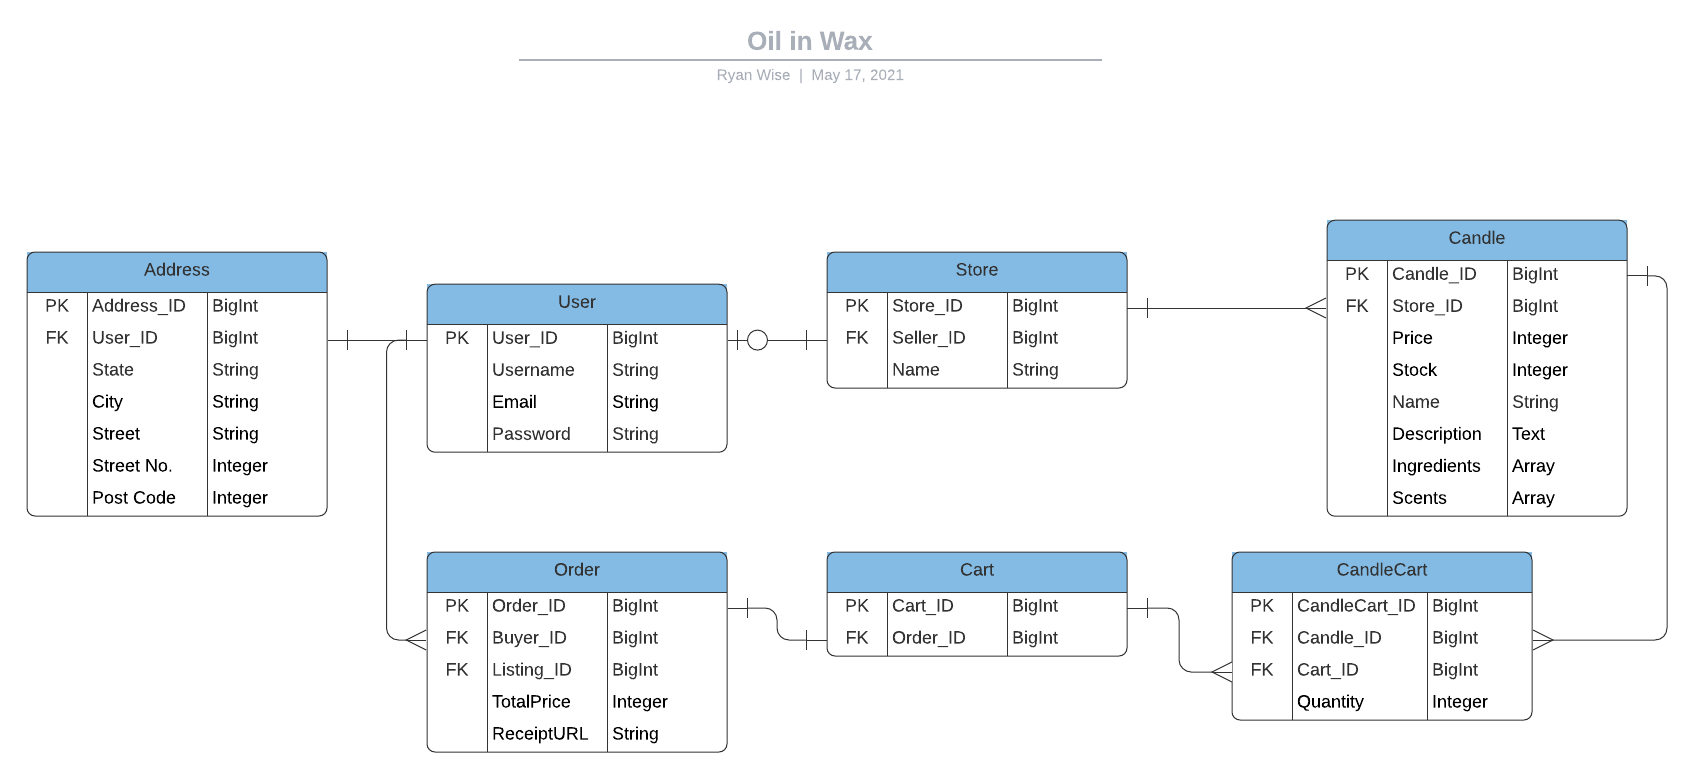 Oil in Wax
Ryan Wise | May 17, 2021
Address
PK Address_ID BigInt
FK User_ID BigInt
State String
City String
Street String
Street No. Integer
Post Code Integer
User
PK User_ID BigInt
Username String
Email String
Password String
Store
PK Store_ID BigInt
FK Seller_ID BigInt
Name String
Candle
PK Candle_ID BigInt
FK Store_ID BigInt
Price Integer
Stock Integer
Name String
Description Text
Ingredients Array
Scents Array
Order
PK Order_ID BigInt
FK Buyer_ID BigInt
FK Listing_ID BigInt
TotalPrice Integer
ReceiptURL String
Cart
PK Cart_ID BigInt
FK Order_ID BigInt
CandleCart
PK CandleCart_ID BigInt
FK Candle_ID BigInt
FK Cart_ID BigInt
Quantity Integer